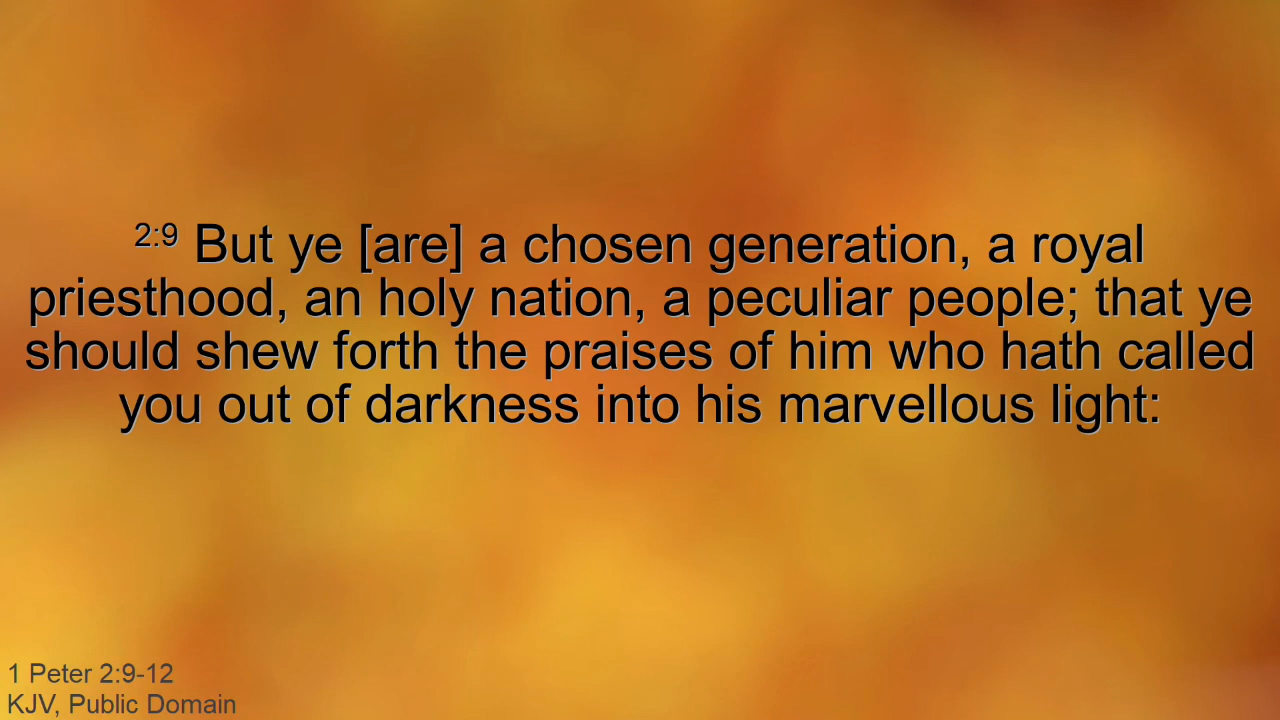 2:9 But ye [are] a chosen generation, a royal
priesthood, an holy nation, a peculiar people; that ye
should shew forth the praises of him who hath called
you out of darkness into his marvellous light:
1 Peter 2:9-12
KJV, Public Domain